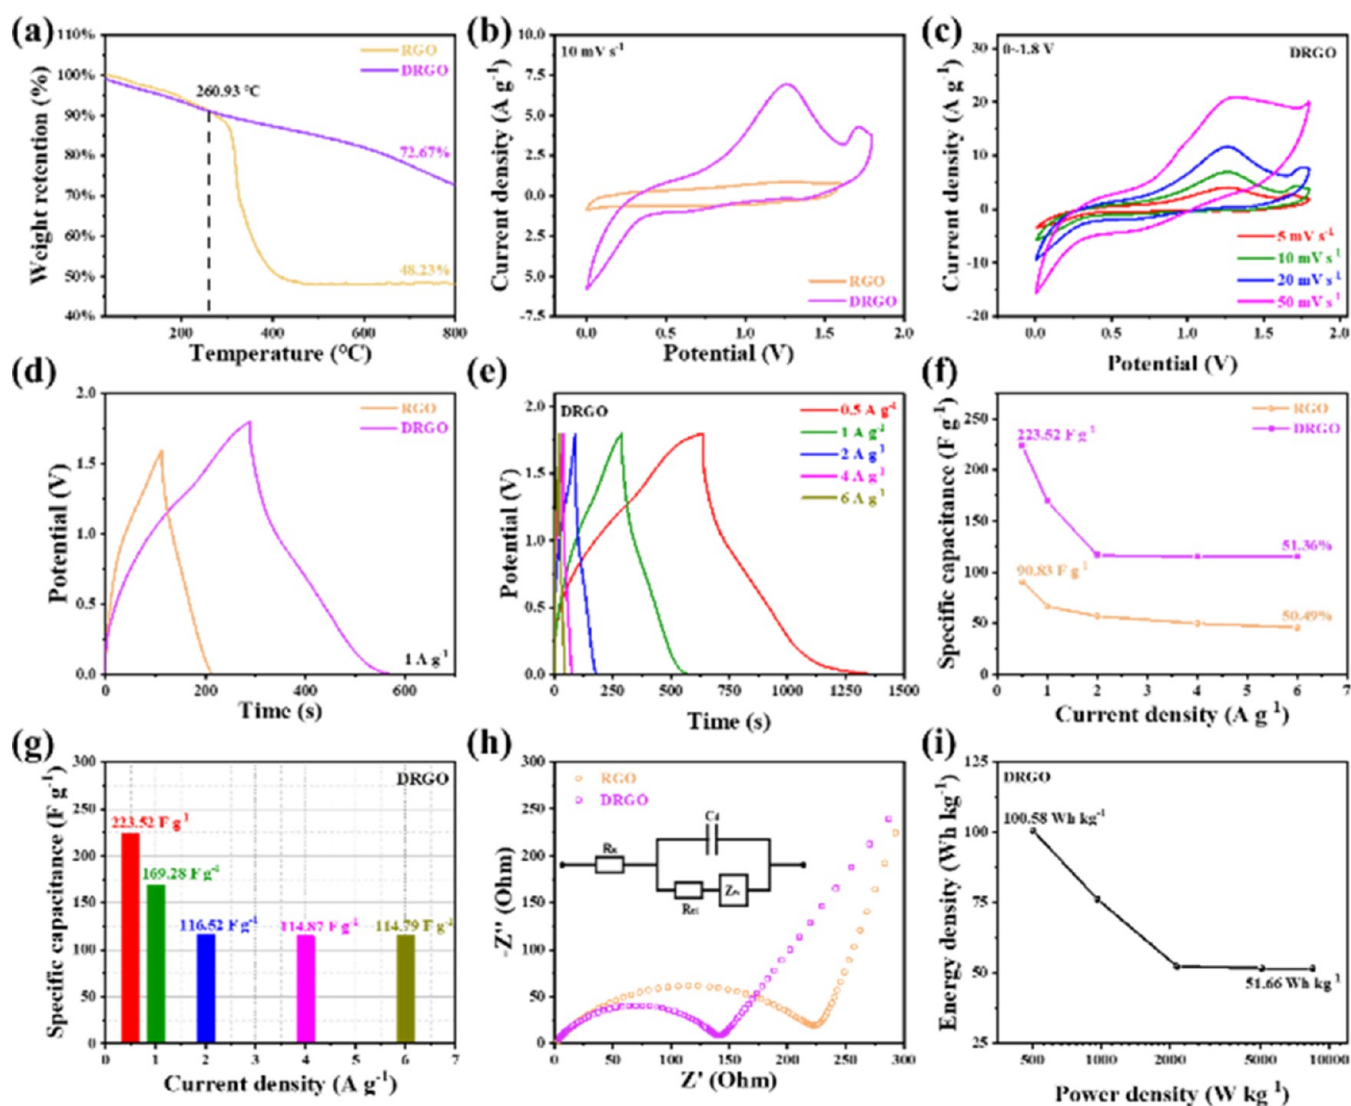 (a)
110%
100%
90%
80%
70%
60%
50%
40%
Weight retention (%)
RGO
DRGO
260.93 °C
72.67%
48.23%
200
400
600
800
Temperature (°C)
(b)
10.0
7.5
5.0
2.5
0.0
2.5
5.0
-7.5
Current density (A g-1)
10 mV s-1
RGO
DRGO
0.0
0.5
1.0
1.5
2.0
Potential (V)
(c)
30
20
10
0
-10
-20
Current density (A g-1)
0~1.8 V
DRGO
5 mV s-1
10 mV s-1
20 mV s-1
50 mV s-1
0.0
0.5
1.0
1.5
2.0
Potential (V)
(d)
2.0
1.5
1.0
0.5
0.0
Potential (V)
RGO
DRGO
1 A g-1
0
200
400
600
Time (s)
(e)
2.0
1.5
1.0
0.5
0.0
Potential (V)
DRGO
0.5 A g-1
1 A g-1
2 A g-1
4 A g-1
6 A g-1
0
250
500
750
1000
1250
1500
Time (s)
(f)
250
200
150
100
50
0
Specific capacitance (F g-1)
RGO
DRGO
223.52 F g-1
51.36%
90.83 F g-1
50.49%
0
1
2
3
4
5
6
7
Current density (A g-1)
(g)
300
250
200
150
100
50
0
Specific capacitance (F g-1)
DRGO
223.52 F g-1
169.28 F g-1
116.52 F g-1
114.87 F g-1
114.79 F g-1
0
1
2
3
4
5
6
7
Current density (A g-1)
(h)
300
250
200
150
100
50
0
-Z'' (Ohm)
RGO
DRGO
Cd
Rct
0
50
100
150
200
250
300
Z' (Ohm)
(i)
125
100
75
50
25
Energy density (Wh kg-1)
DRGO
100.58 Wh kg-1
51.66 Wh kg-1
500
1000
2000
5000
10000
Power density (W kg-1)